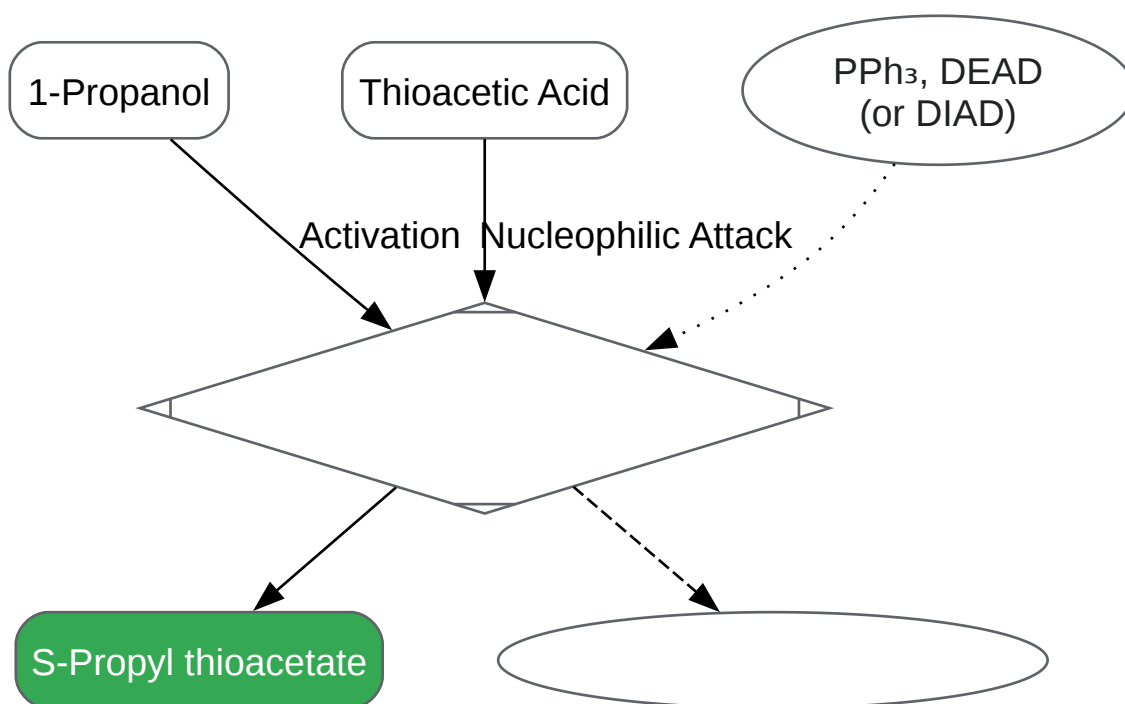 1-Propanol
Thioacetic Acid
PPh₃, DEAD
(or DIAD)
Activation
Nucleophilic Attack
S-Propyl thioacetate